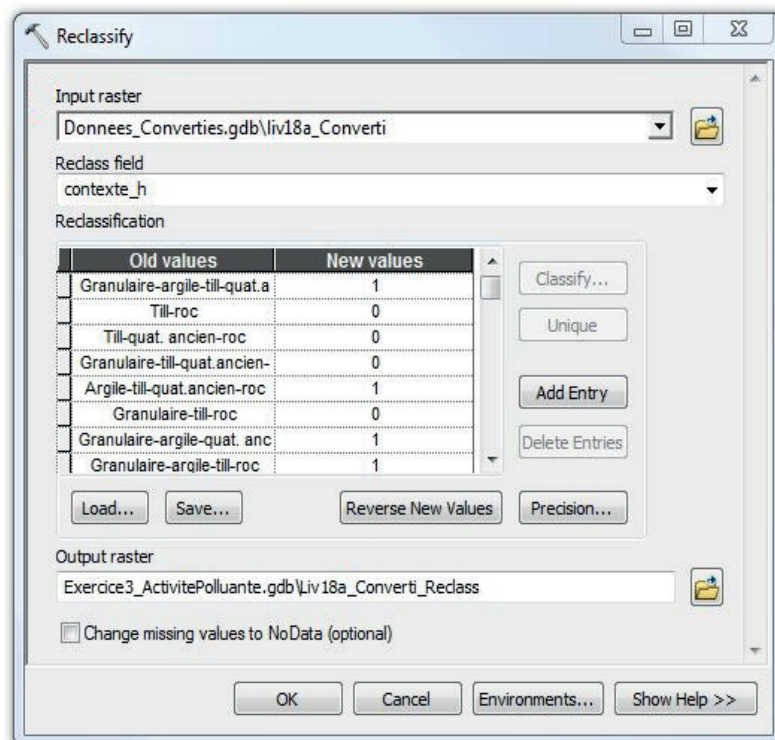 Reclassify
Input raster
Donnees_Converties.gdb\liv18a_Converti
Reclass field
contexte_h
Reclassification
Old values New values
Granulaire-argile-till-quat.a 1
Till-roc 0
Till-quat. ancien-roc 0
Granulaire-till-quat.ancien- 0
Argile-till-quat.ancien-roc 1
Granulaire-till-roc 0
Granulaire-argile-quat. anc 1
Granulaire-argile-till-roc 1
Classify...
Unique
Add Entry
Delete Entries
Load... Save... Reverse New Values Precision...
Output raster
Exercice3_ActivitePolluante.gdb\Liv18a_Converti_Reclass
Change missing values to NoData (optional)
OK Cancel Environments... Show Help >>